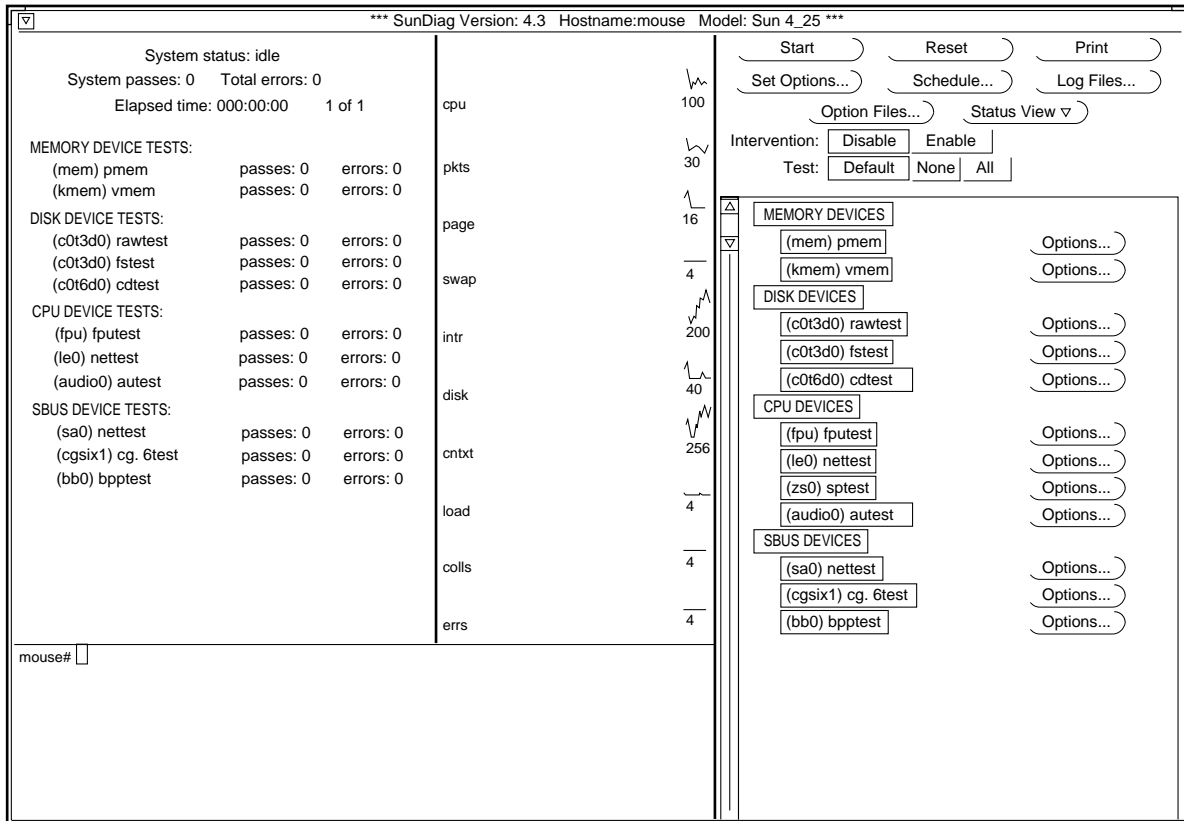 *** SunDiag Version: 4.3 Hostname:mouse Model: Sun 4_25 ***
System status: idle
System passes: 0 Total errors: 0
Elapsed time: 000:00:00 1 of 1
MEMORY DEVICE TESTS:
(mem) pmem passes: 0 errors: 0
(kmem) vmem passes: 0 errors: 0
DISK DEVICE TESTS:
(c0t3d0) rawtest passes: 0 errors: 0
(c0t3d0) fstest passes: 0 errors: 0
(c0t6d0) cdtest passes: 0 errors: 0
CPU DEVICE TESTS:
(fpu) fputest passes: 0 errors: 0
(le0) nettest passes: 0 errors: 0
(audio0) autest passes: 0 errors: 0
SBUS DEVICE TESTS:
(sa0) nettest passes: 0 errors: 0
(cgsix1) cg. 6test passes: 0 errors: 0
(bb0) bpptest passes: 0 errors: 0
cpu 100
pkts 30
page 16
swap 4
intr 200
disk 40
cntxt 256
load 4
colls 4
errs 4
Start Reset Print
Set Options... Schedule... Log Files...
Option Files... Status View
Intervention: Disable Enable
Test: Default None All
MEMORY DEVICES
(mem) pmem Options...
(kmem) vmem Options...
DISK DEVICES
(c0t3d0) rawtest Options...
(c0t3d0) fstest Options...
(c0t6d0) cdtest Options...
CPU DEVICES
(fpu) fputest Options...
(le0) nettest Options...
(zs0) sptest Options...
(audio0) autest Options...
SBUS DEVICES
(sa0) nettest Options...
(cgsix1) cg. 6test Options...
(bb0) bpptest Options...
mouse#